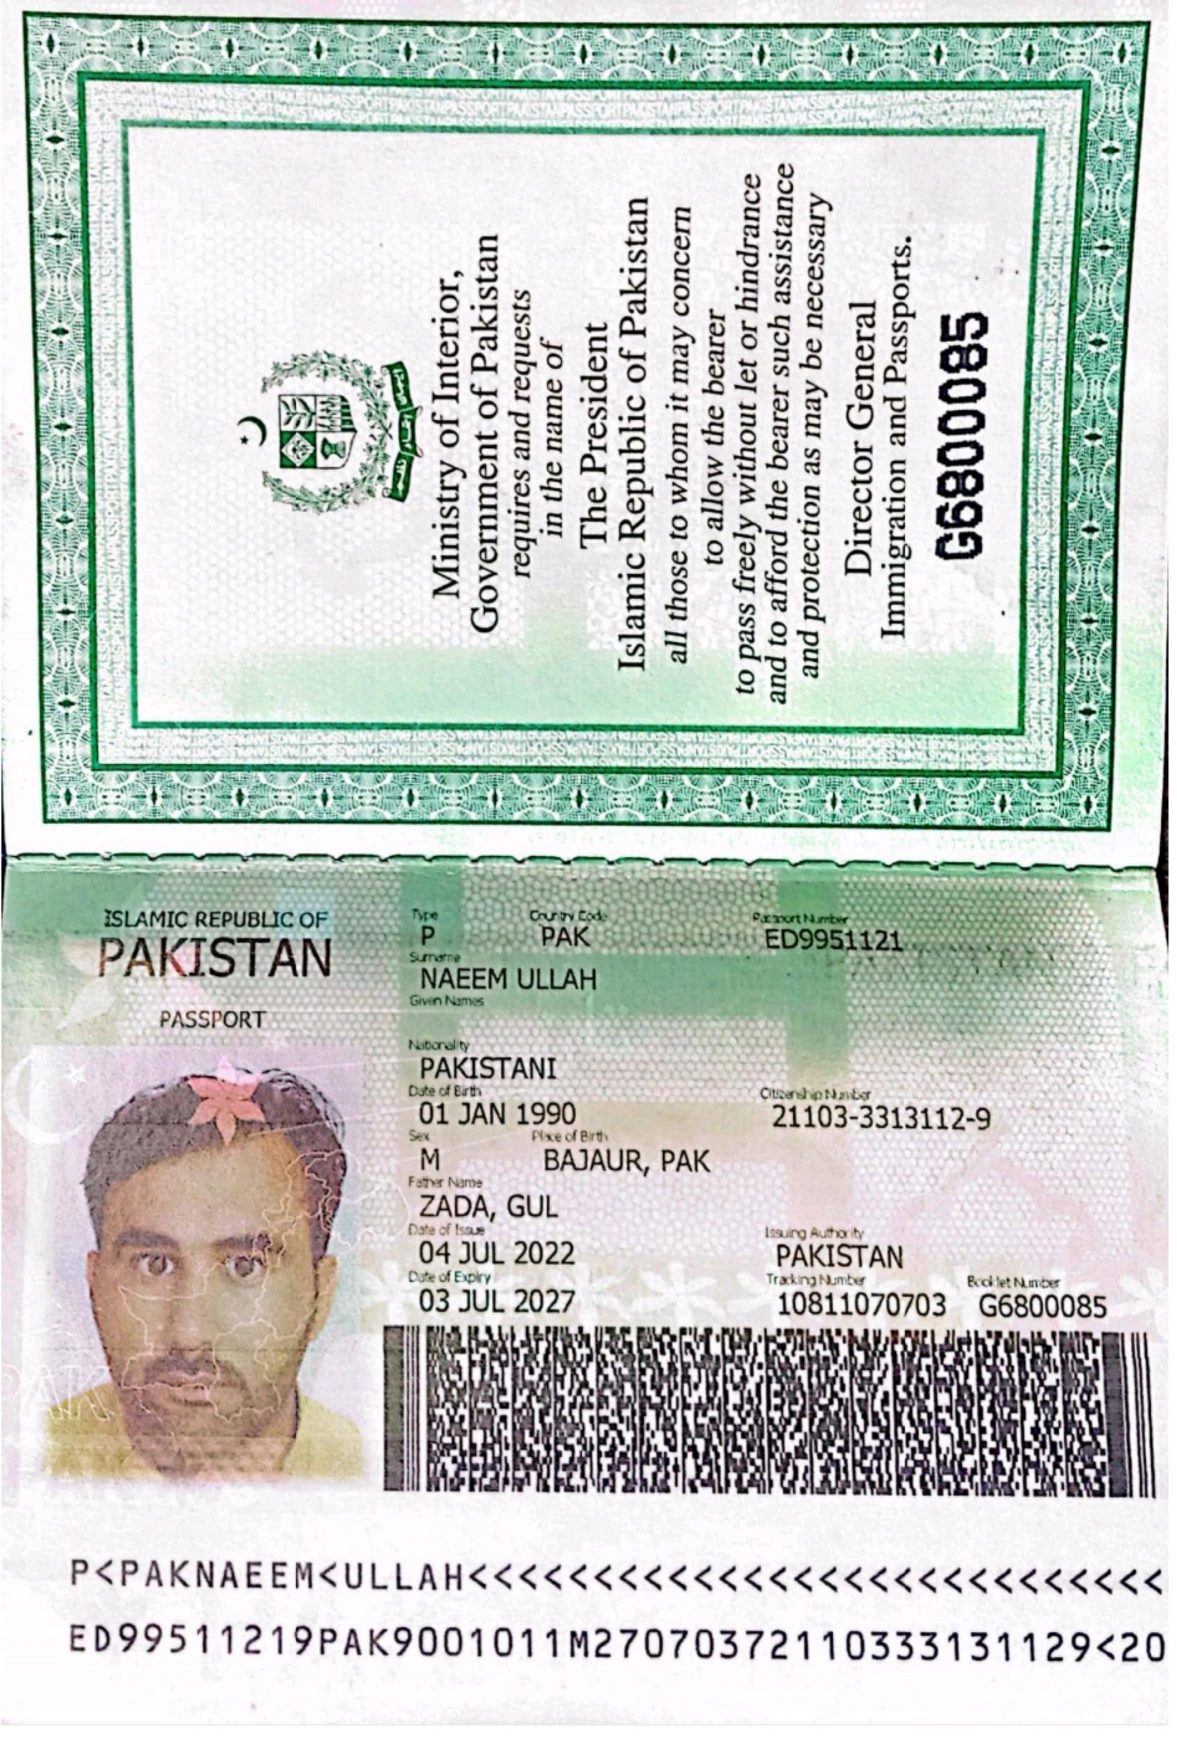 Ministry of Interior,
Government of Pakistan
requires and requests
in the name of
The President
Islamic Republic of Pakistan
all those to whom it may concern
to allow the bearer
to pass freely without let or hindrance
and to afford the bearer such assistance
and protection as may be necessary
Director General
Immigration and Passports.
G6800085
ISLAMIC REPUBLIC OF
PAKISTAN
PASSPORT
Type Country Code Passport Number
P PAK ED9951121
Surname
NAEEM ULLAH
Given Names
Nationality
PAKISTANI
Date of Birth Citizenship Number
01 JAN 1990 21103-3313112-9
Sex Place of Birth
M BAJAUR, PAK
Father Name
ZADA, GUL
Date of Issue Issuing Authority
04 JUL 2022 PAKISTAN
Date of Expiry Tracking Number Booklet Number
03 JUL 2027 10811070703 G6800085
P<PAKNAEEM<ULLAH<<<<<<<<<<<<<<<<<<<<<<<<<<<<
ED99511219PAK9001011M2707037211033313112​9<20